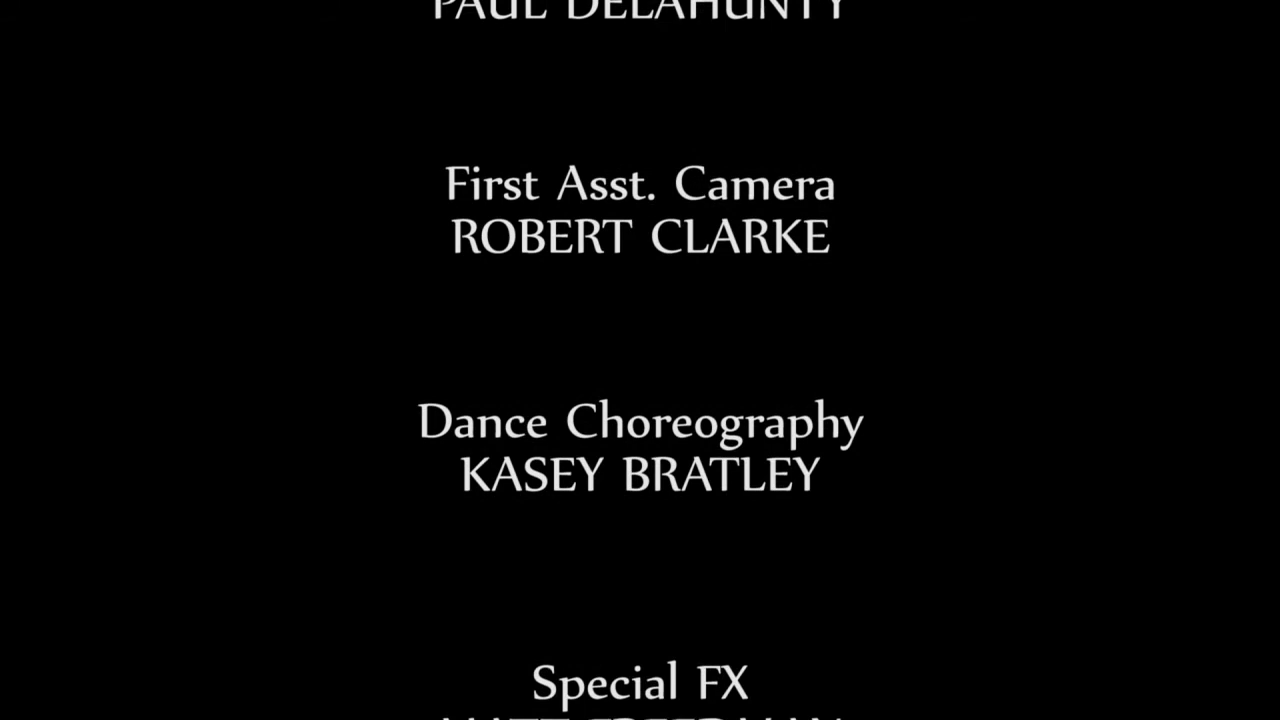 PAUL DELAHUNTY
First Asst. Camera
ROBERT CLARKE
Dance Choreography
KASEY BRATLEY
Special FX